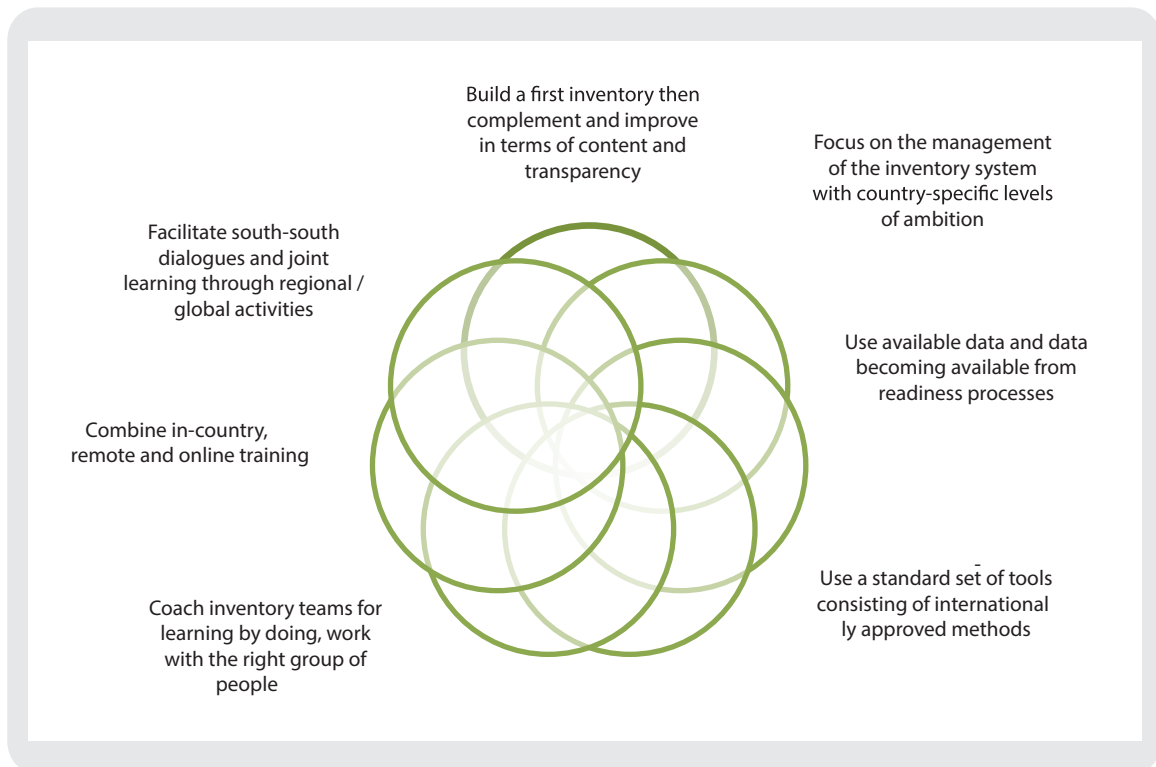 Build a first inventory then
complement and improve
in terms of content and
transparency
Focus on the management
of the inventory system
with country-specific levels
of ambition
Use available data and data
becoming available from
readiness processes
Use a standard set of tools
consisting of international
-
ly approved methods
Coach inventory teams for
learning by doing, work
with the right group of
people
Combine in-country,
remote and online training
Facilitate south-south
dialogues and joint
learning through regional /
global activities